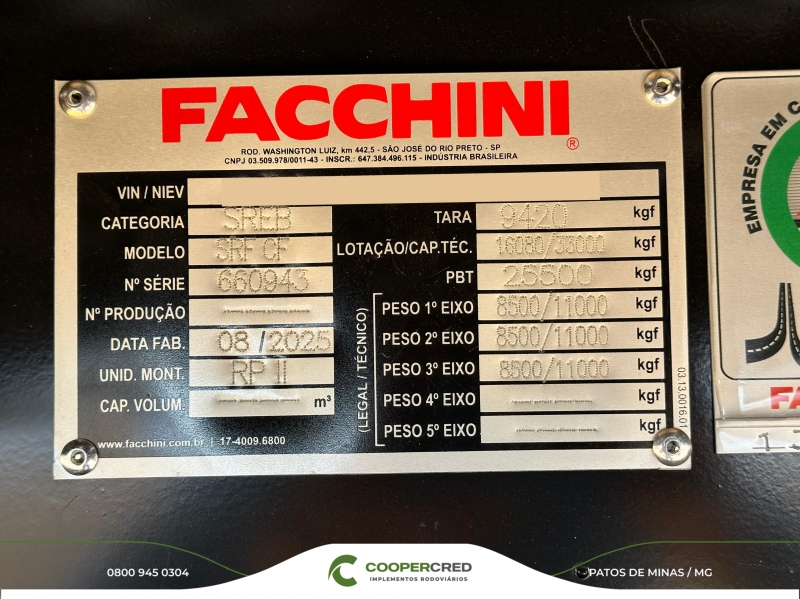 FACCHINI®
ROD. WASHINGTON LUIZ, km 442,5 - SÃO JOSÉ DO RIO PRETO - SP
CNPJ 03.509.978/0011-43 - INSCR.: 647.384.496.115 - INDÚSTRIA BRASILEIRA
VIN / NIEV
CATEGORIA SREB
MODELO SRF CF
Nº SÉRIE 660943
Nº PRODUÇÃO
DATA FAB. 08 / 2025
UNID. MONT. RP II
CAP. VOLUM. m³
TARA 9420 kgf
LOTAÇÃO/CAP.TÉC. 16080/33000 kgf
PBT 25500 kgf
(LEGAL / TÉCNICO)
PESO 1º EIXO 8500/11000 kgf
PESO 2º EIXO 8500/11000 kgf
PESO 3º EIXO 8500/11000 kgf
PESO 4º EIXO kgf
PESO 5º EIXO kgf
www.facchini.com.br | 17-4009.6800
03.13.0016.01
EMPRESA EM C
FA
0800 945 0304
COOPERCRED
IMPLEMENTOS RODOVIÁRIOS
PATOS DE MINAS / MG